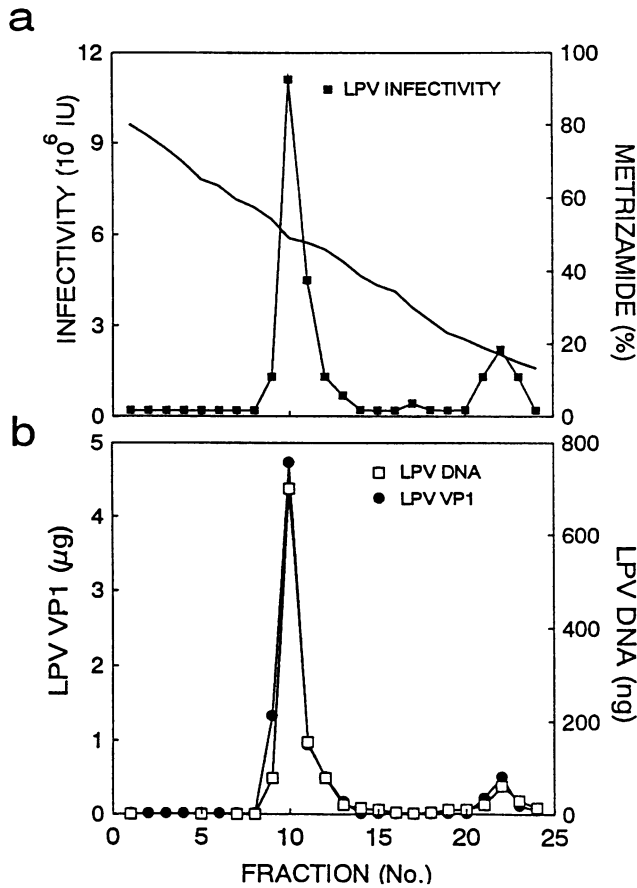 a
12
9
6
3
0
INFECTIVITY (10^6 IU)
■ LPV INFECTIVITY
100
80
60
40
20
0
METRIZAMIDE (%)
b
5
4
3
2
1
0
LPV VP1 (µg)
□ LPV DNA
● LPV VP1
800
600
400
200
0
LPV DNA (ng)
0 5 10 15 20 25
FRACTION (No.)